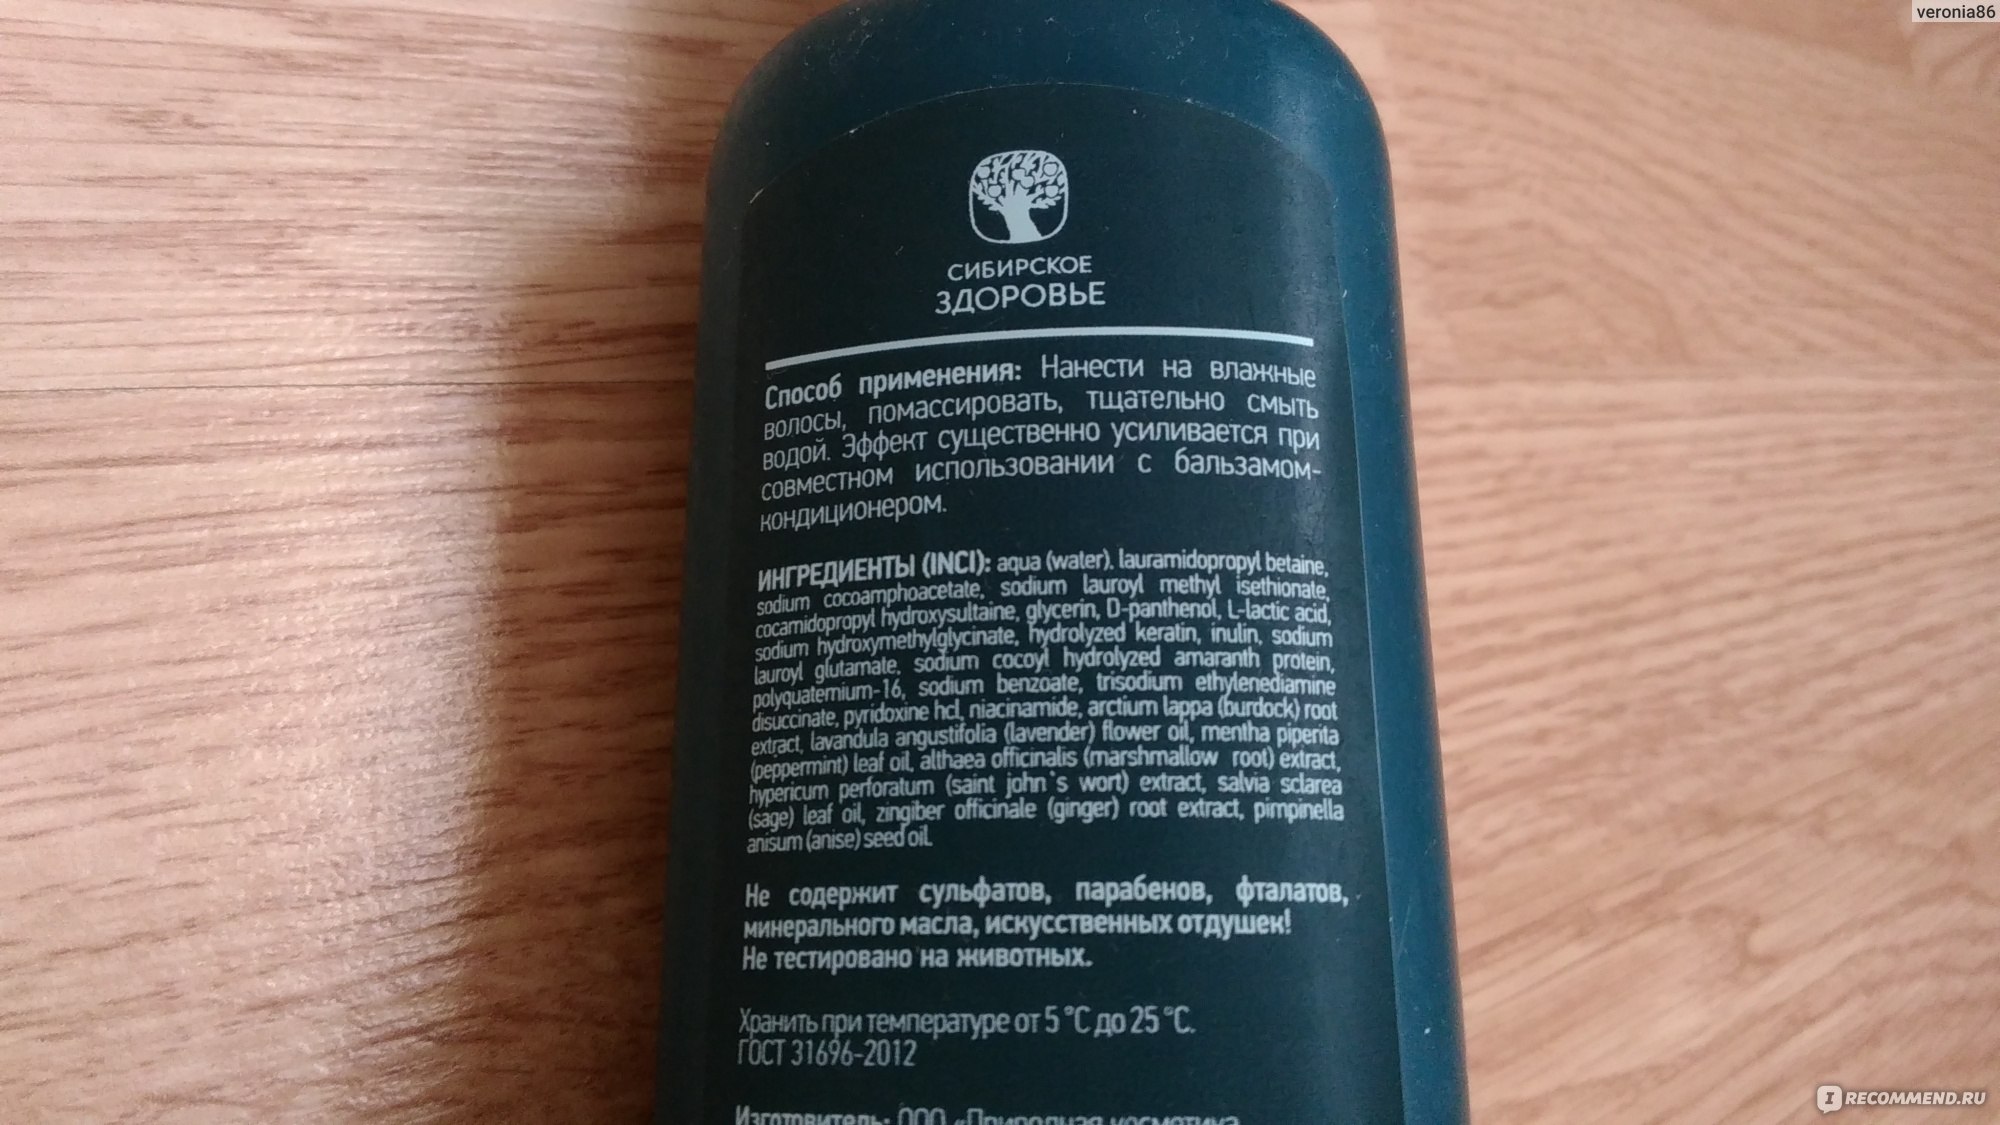 veronia86
СИБИРСКОЕ
ЗДОРОВЬЕ
Способ применения: Нанести на влажные
волосы, помассировать, тщательно смыть
водой. Эффект существенно усиливается при
совместном использовании с бальзамом-
кондиционером.
ИНГРЕДИЕНТЫ (INCI): aqua (water), lauramidopropyl betaine,
sodium cocoamphoacetate, sodium lauroyl methyl isethionate,
cocamidopropyl hydroxysultaine, glycerin, D-panthenol, L-lactic acid,
sodium hydroxymethylglycinate, hydrolyzed keratin, inulin, sodium
lauroyl glutamate, sodium cocoyl hydrolyzed amaranth protein,
polyquaternium-16, sodium benzoate, trisodium ethylenediamine
disuccinate, pyridoxine hcl, niacinamide, arctium lappa (burdock) root
extract, lavandula angustifolia (lavender) flower oil, mentha piperita
(peppermint) leaf oil, althaea officinalis (marshmallow root) extract,
hypericum perforatum (saint john`s wort) extract, salvia sclarea
(sage) leaf oil, zingiber officinale (ginger) root extract, pimpinella
anisum (anise) seed oil.
Не содержит сульфатов, парабенов, фталатов,
минерального масла, искусственных отдушек!
Не тестировано на животных.
Хранить при температуре от 5 °С до 25 °С.
ГОСТ 31696-2012
Изготовитель: ООО «Природная косметика
IRECOMMEND.RU